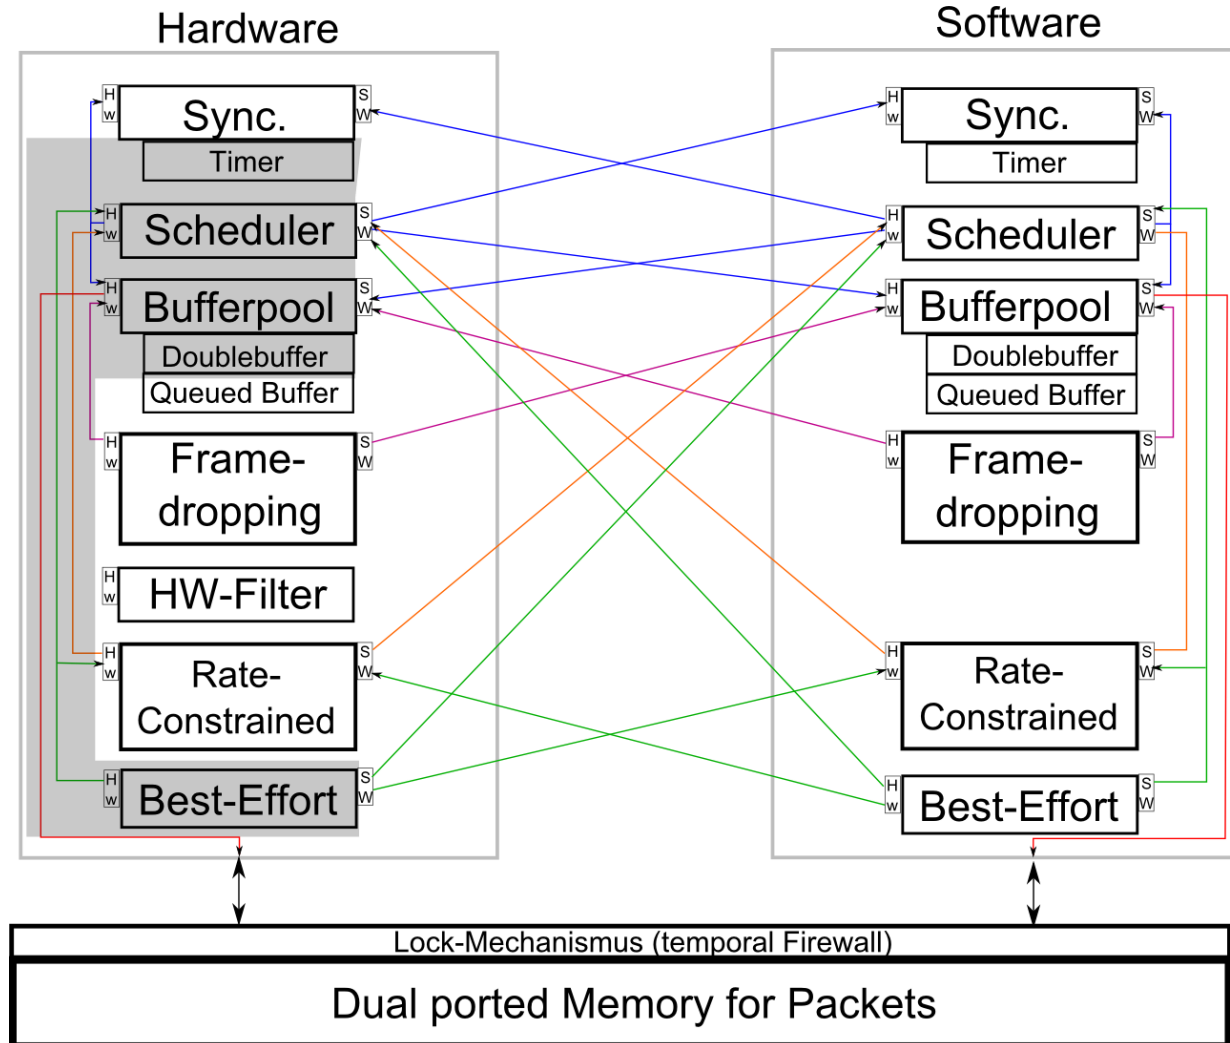 Hardware
Software
H
w
Sync.
S
W
Timer
H
w
Scheduler
S
W
H
w
Bufferpool
S
W
Doublebuffer
Queued Buffer
H
w
Frame-
dropping
S
W
H
w
HW-Filter
H
w
Rate-
Constrained
S
W
H
w
Best-Effort
S
W
H
w
Sync.
S
W
Timer
H
w
Scheduler
S
W
H
w
Bufferpool
S
W
Doublebuffer
Queued Buffer
H
w
Frame-
dropping
S
W
H
w
Rate-
Constrained
S
W
H
w
Best-Effort
S
W
Lock-Mechanismus (temporal Firewall)
Dual ported Memory for Packets